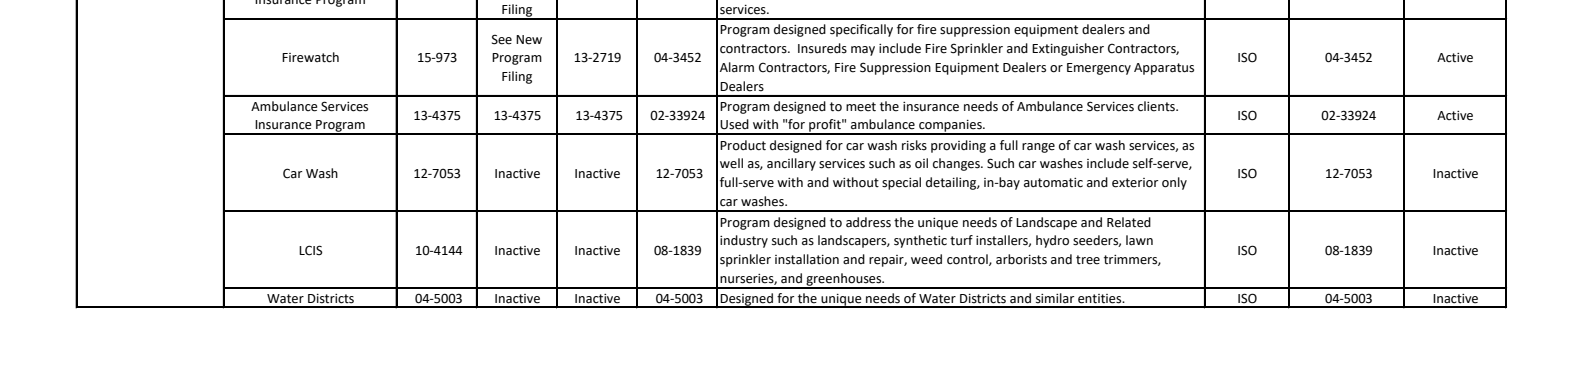 Insurance Program
Filing
services.
Firewatch
15-973
See New
Program
Filing
13-2719
04-3452
Program designed specifically for fire suppression equipment dealers and
contractors.  Insureds may include Fire Sprinkler and Extinguisher Contractors,
Alarm Contractors, Fire Suppression Equipment Dealers or Emergency Apparatus
Dealers
ISO
04-3452
Active
Ambulance Services
Insurance Program
13-4375
13-4375
13-4375
02-33924
Program designed to meet the insurance needs of Ambulance Services clients.
Used with "for profit" ambulance companies.
ISO
02-33924
Active
Car Wash
12-7053
Inactive
Inactive
12-7053
Product designed for car wash risks providing a full range of car wash services, as
well as, ancillary services such as oil changes. Such car washes include self-serve,
full-serve with and without special detailing, in-bay automatic and exterior only
car washes.
ISO
12-7053
Inactive
LCIS
10-4144
Inactive
Inactive
08-1839
Program designed to address the unique needs of Landscape and Related
industry such as landscapers, synthetic turf installers, hydro seeders, lawn
sprinkler installation and repair, weed control, arborists and tree trimmers,
nurseries, and greenhouses.
ISO
08-1839
Inactive
Water Districts
04-5003
Inactive
Inactive
04-5003
Designed for the unique needs of Water Districts and similar entities.
ISO
04-5003
Inactive